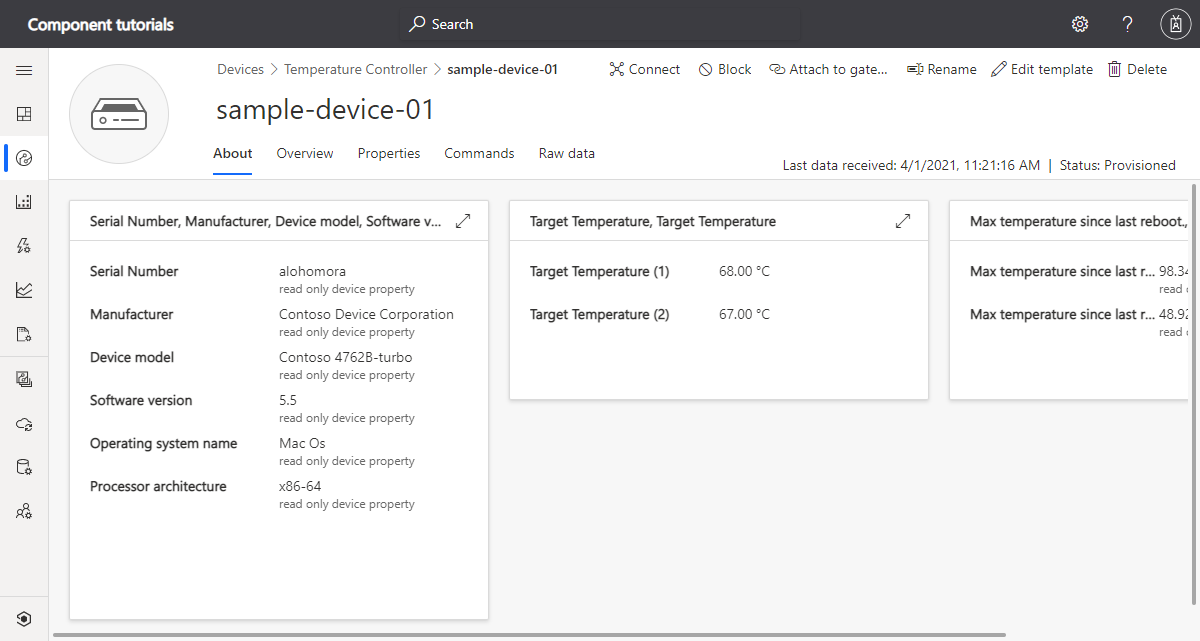 Component tutorials
Search
?
Devices > Temperature Controller > sample-device-01
Connect
Block
Attach to gate...
Rename
Edit template
Delete
sample-device-01
About
Overview
Properties
Commands
Raw data
Last data received: 4/1/2021, 11:21:16 AM | Status: Provisioned
Serial Number, Manufacturer, Device model, Software v...
Serial Number
alohomora
read only device property
Manufacturer
Contoso Device Corporation
read only device property
Device model
Contoso 4762B-turbo
read only device property
Software version
5.5
read only device property
Operating system name
Mac Os
read only device property
Processor architecture
x86-64
read only device property
Target Temperature, Target Temperature
Target Temperature (1)
68.00 °C
Target Temperature (2)
67.00 °C
Max temperature since last reboot.,
Max temperature since last r...
98.34
read
Max temperature since last r...
48.92
read